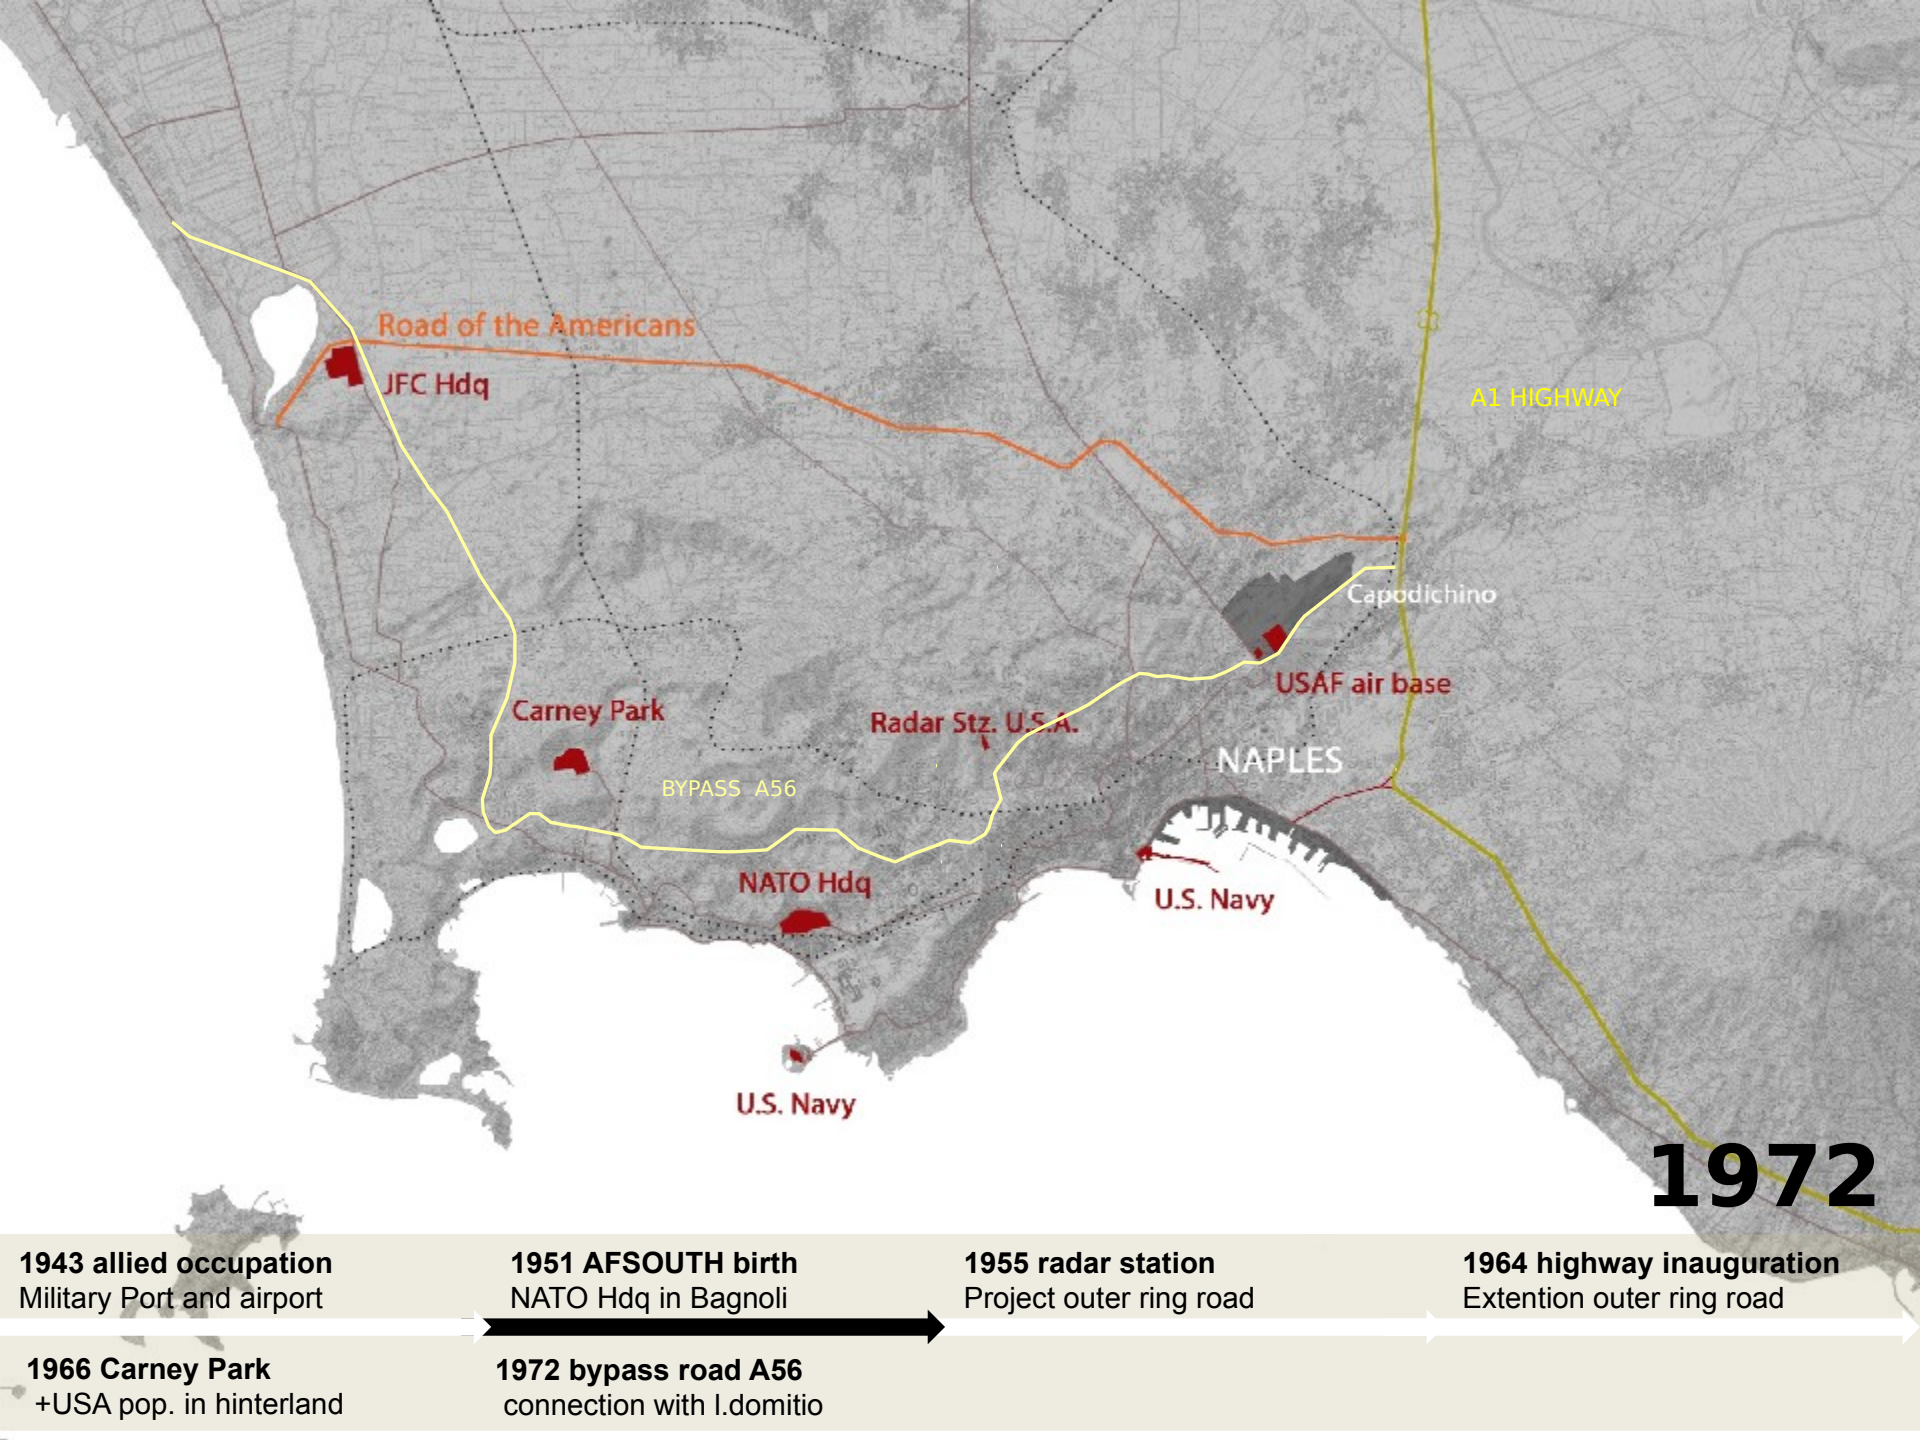 Road of the Americans
JFC Hdq
A1 HIGHWAY
Capodichino
USAF air base
Carney Park
Radar Stz. U.S.A.
NAPLES
BYPASS A56
NATO Hdq
U.S. Navy
U.S. Navy
1972
1943 allied occupation
Military Port and airport
1951 AFSOUTH birth
NATO Hdq in Bagnoli
1955 radar station
Project outer ring road
1964 highway inauguration
Extention outer ring road
1966 Carney Park
+USA pop. in hinterland
1972 bypass road A56
connection with l.domitio